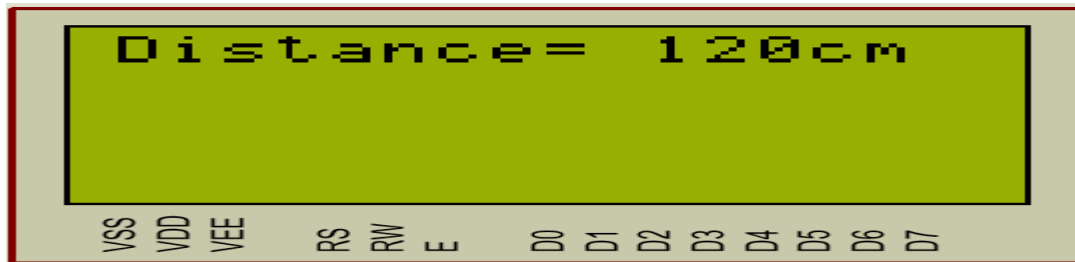 Distance= 120cm
VSS VDD VEE RS RW E D0 D1 D2 D3 D4 D5 D6 D7